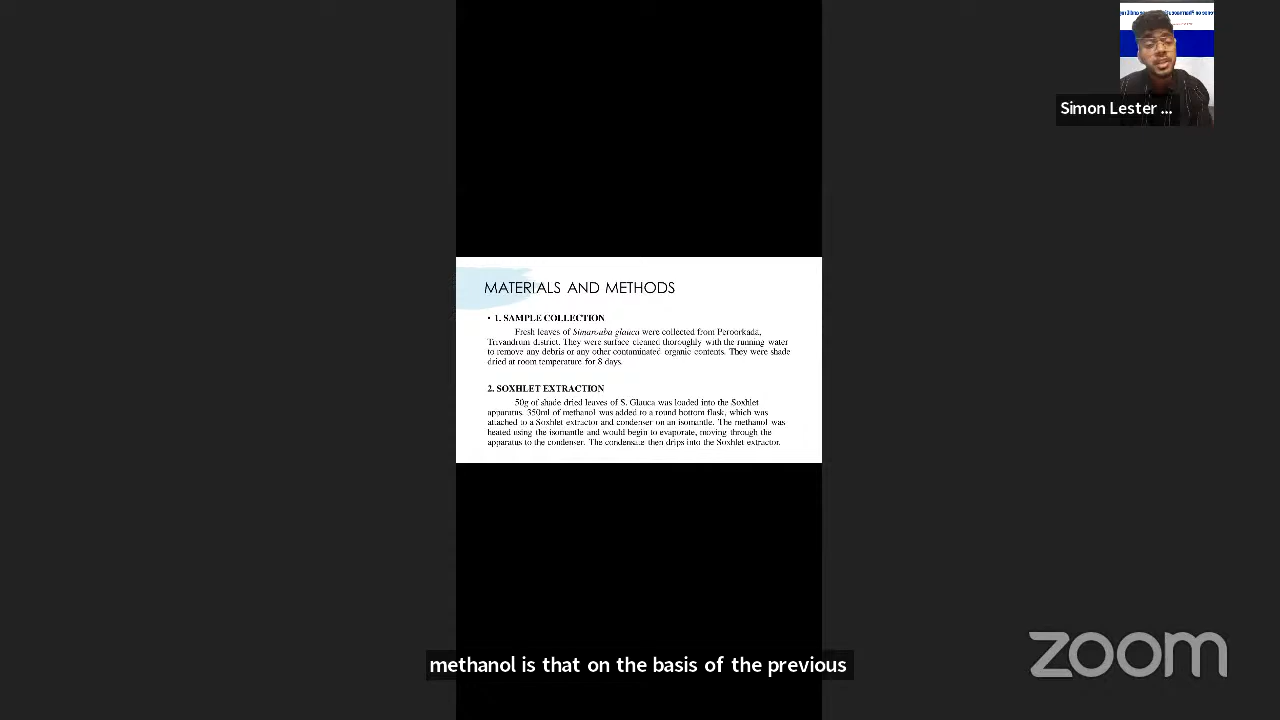 Simon Lester ...
MATERIALS AND METHODS
• 1. SAMPLE COLLECTION
Fresh leaves of Simarouba glauca were collected from Peroorkada,
Trivandrum district. They were surface cleaned thoroughly with the running water
to remove any debris or any other contaminated organic contents. They were shade
dried at room temperature for 8 days.
2. SOXHLET EXTRACTION
50g of shade dried leaves of S. Glauca was loaded into the Soxhlet
apparatus. 350ml of methanol was added to a round bottom flask, which was
attached to a Soxhlet extractor and condenser on an isomantle. The methanol was
heated using the isomantle and would begin to evaporate, moving through the
apparatus to the condenser. The condensate then drips into the Soxhlet extractor.
methanol is that on the basis of the previous
zoom